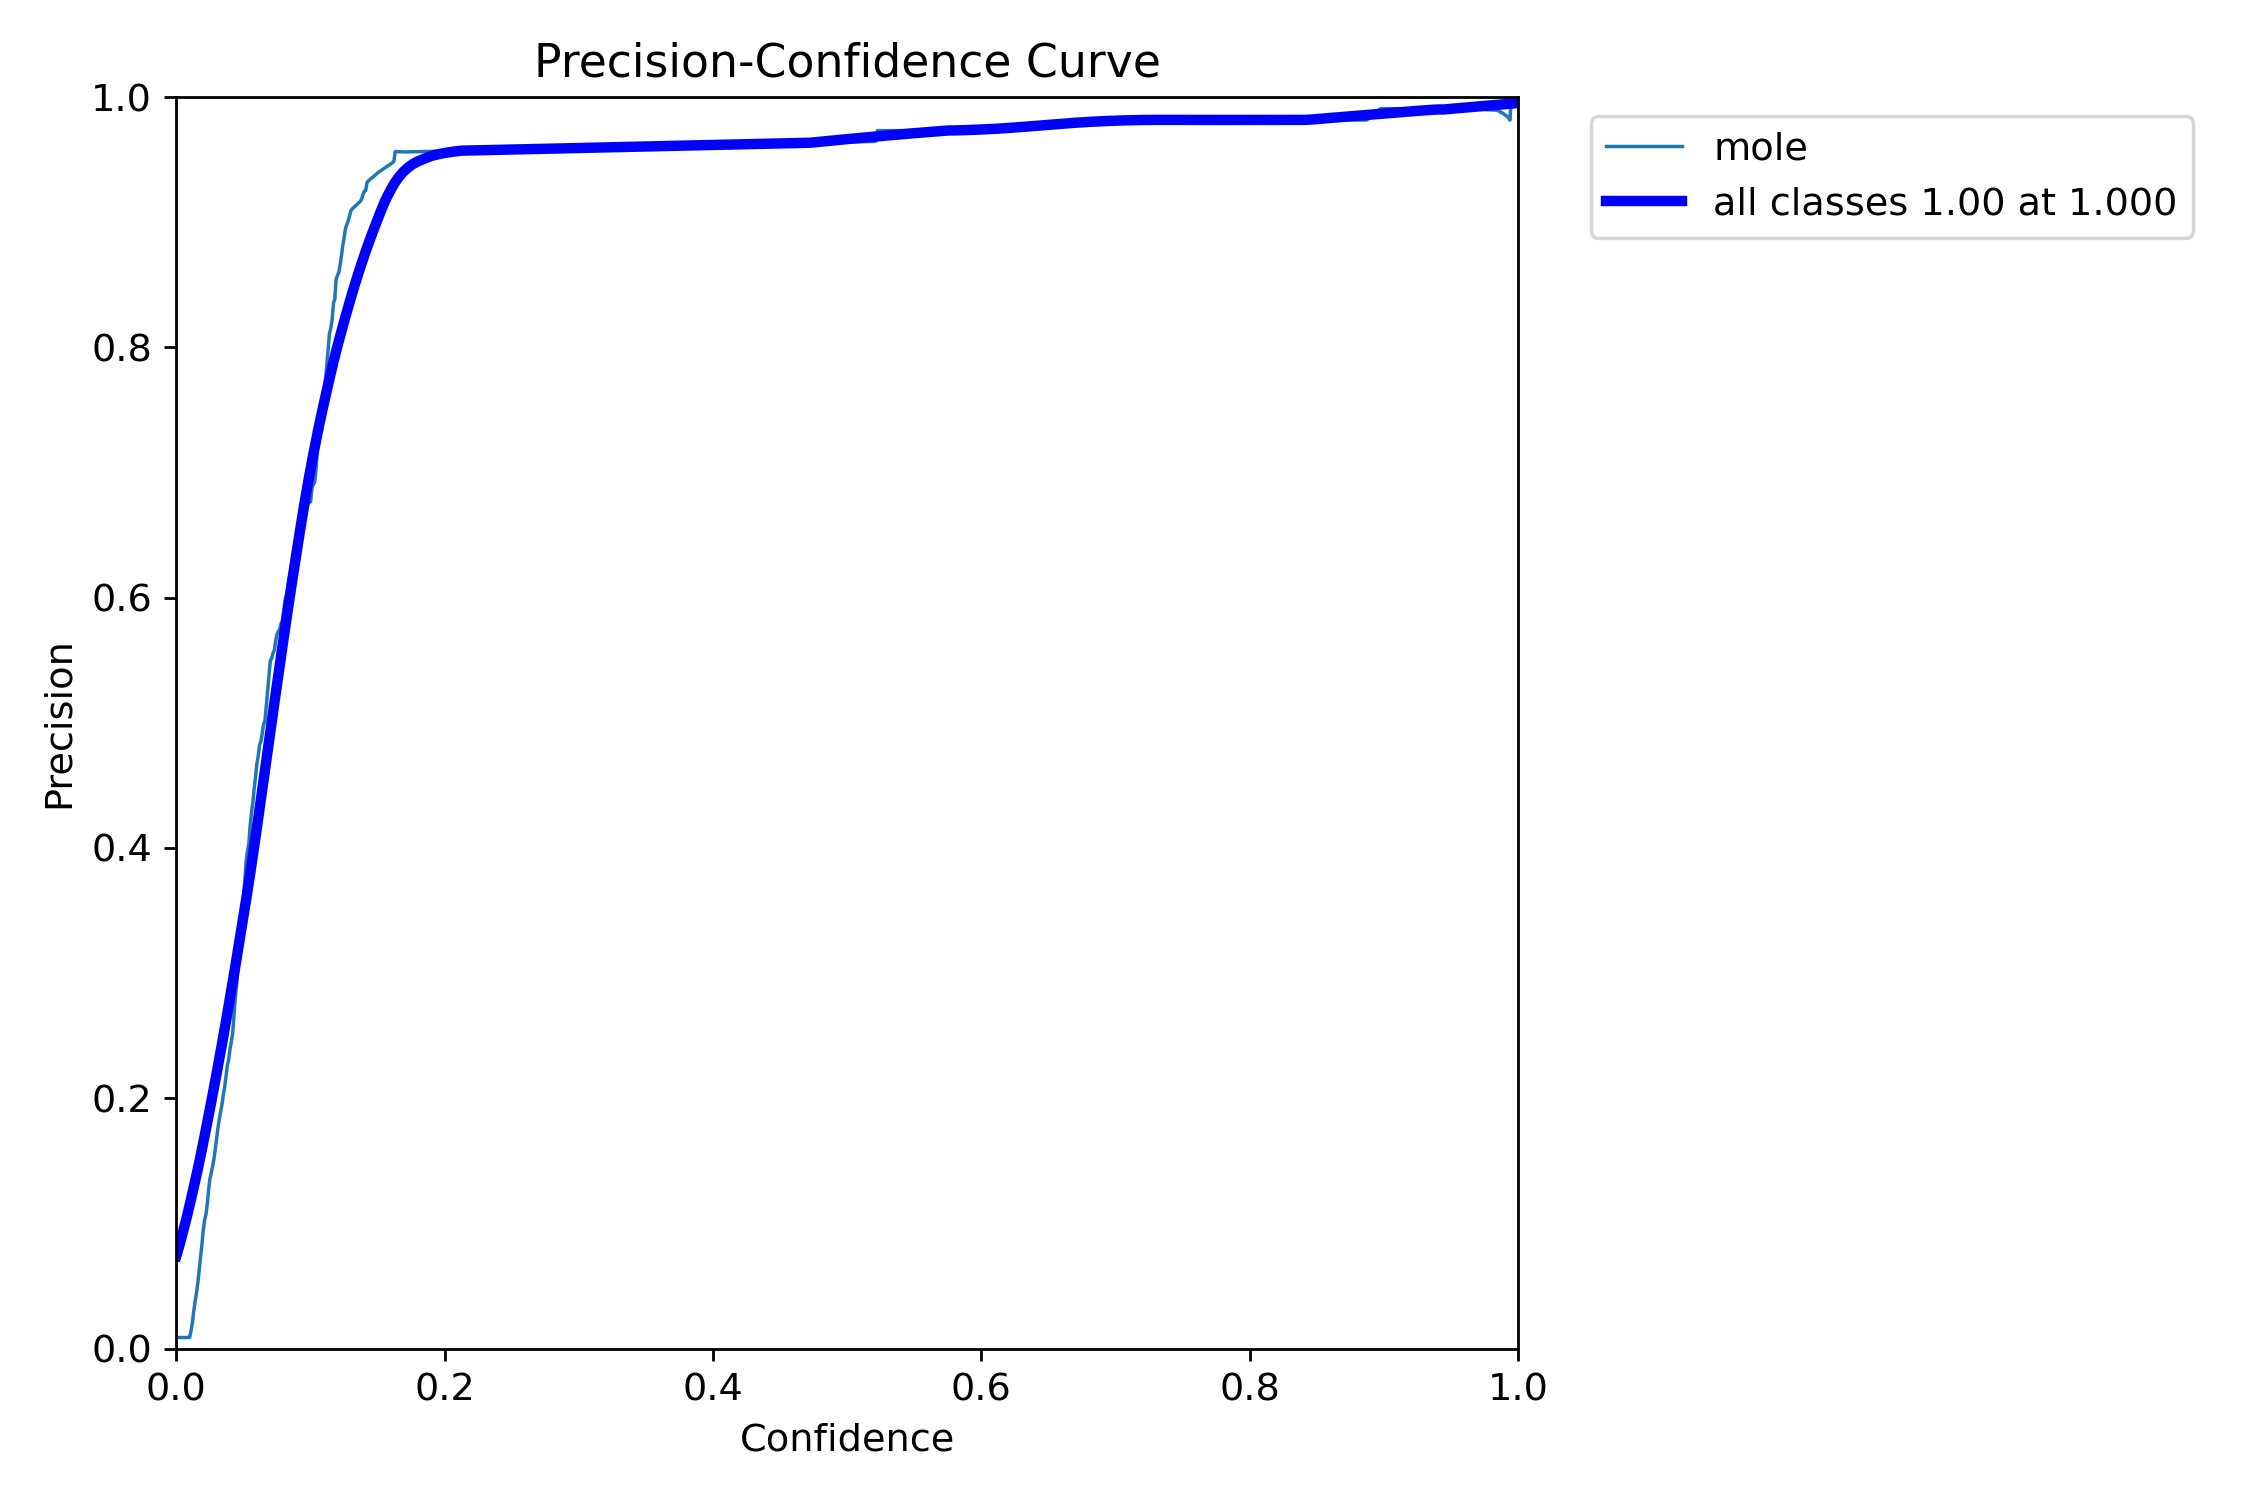 Precision-Confidence Curve
1.0
0.8
0.6
0.4
0.2
0.0
Precision
0.0 0.2 0.4 0.6 0.8 1.0
Confidence
mole
all classes 1.00 at 1.000